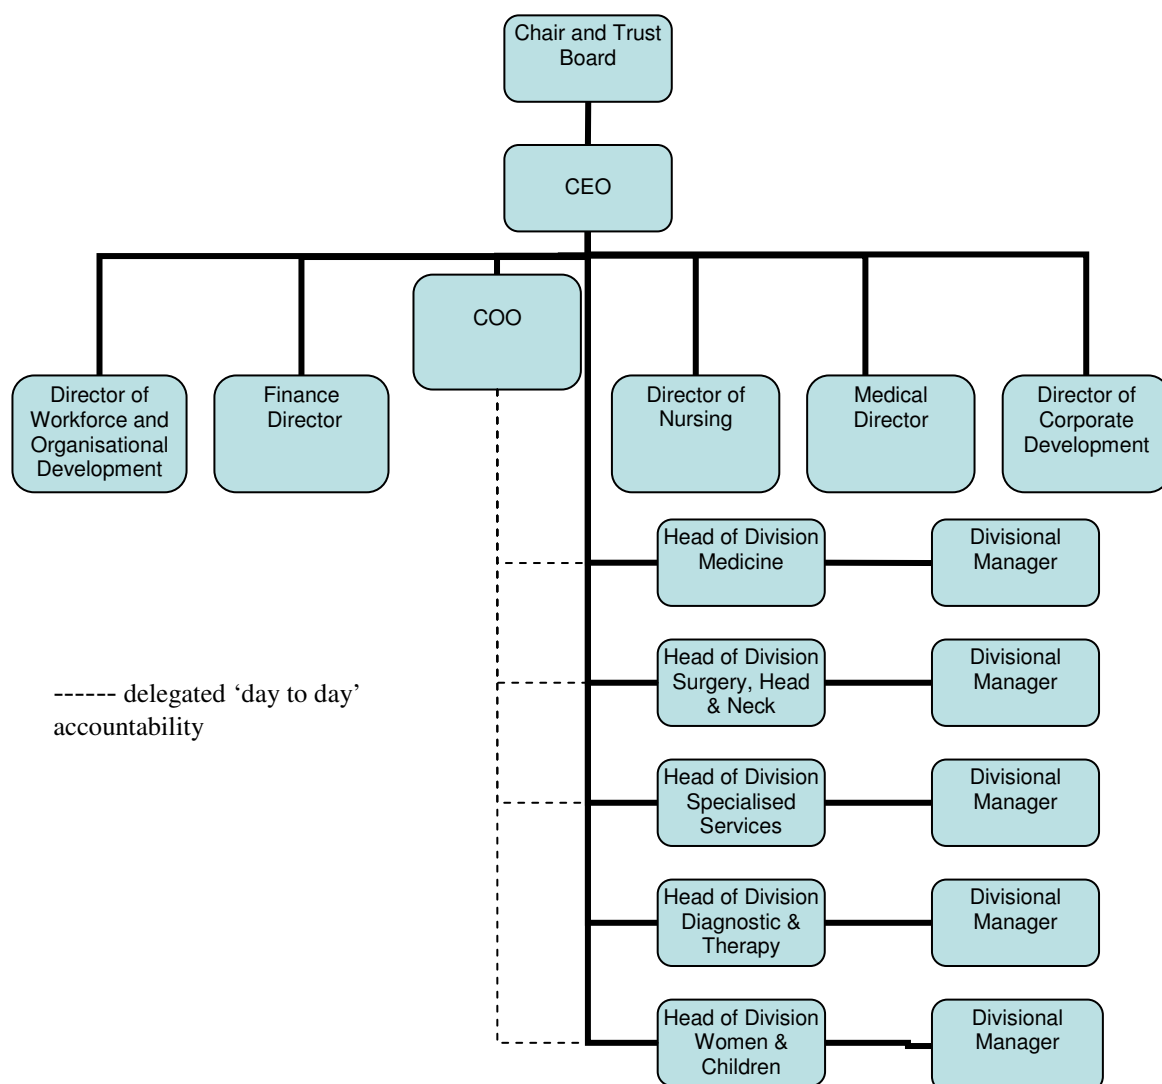 Chair and Trust
Board
CEO
COO
Director of
Workforce and
Organisational
Development
Finance
Director
Director of
Nursing
Medical
Director
Director of
Corporate
Development
Head of Division
Medicine
Divisional
Manager
Head of Division
Surgery, Head
& Neck
Divisional
Manager
------ delegated ‘day to day’
accountability
Head of Division
Specialised
Services
Divisional
Manager
Head of Division
Diagnostic &
Therapy
Divisional
Manager
Head of Division
Women &
Children
Divisional
Manager